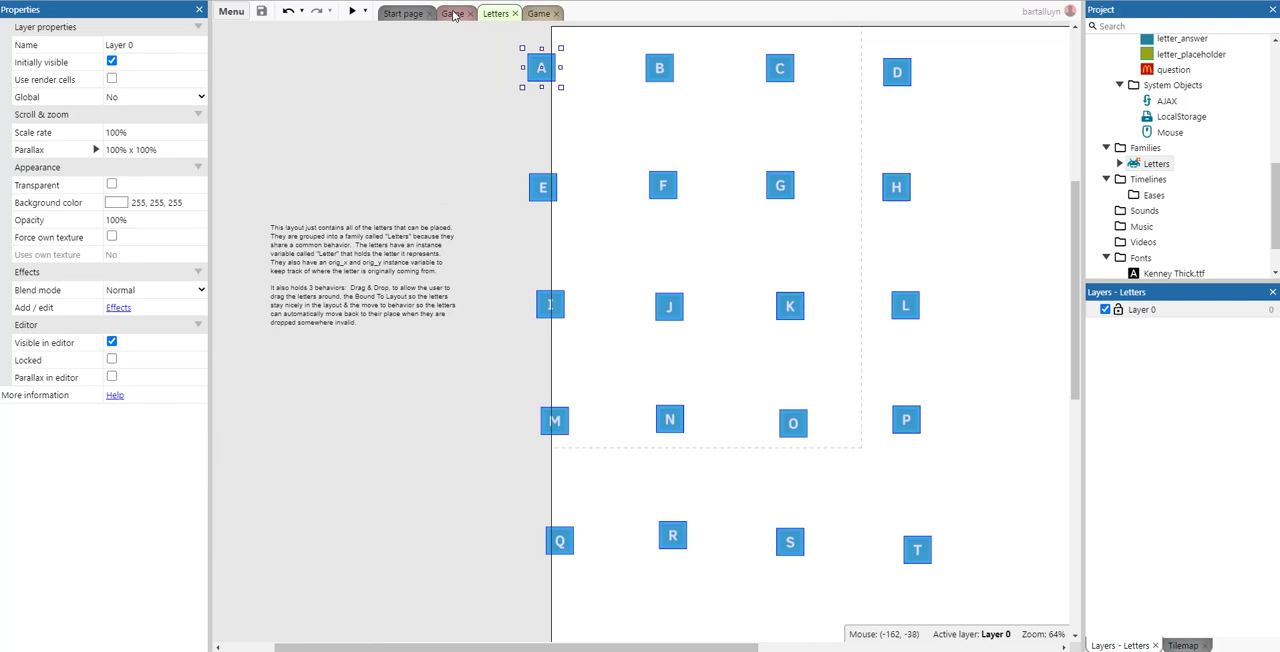 Properties
Layer properties
Name Layer 0
Initially visible
Use render cells
Global No
Scroll & zoom
Scale rate 100%
Parallax 100% x 100%
Appearance
Transparent
Background color 255, 255, 255
Opacity 100%
Force own texture
Uses own texture No
Effects
Blend mode Normal
Add / edit Effects
Editor
Visible in editor
Locked
Parallax in editor
More information Help
Menu
Start page Game Letters Game
bartalluyn
A B C D
E F G H
I J K L
M N O P
Q R S T
This layout just contains all of the letters that can be placed.
They are grouped into a family called "Letters" because they
share a common behavior. The letters have an instance
variable called "Letter" that holds the letter it represents.
They also have an orig_x and orig_y instance variable to
keep track of where the letter is originally coming from.
It also holds 3 behaviors: Drag & Drop, to allow the user to
drag the letters around, the Bound To Layout so the letters
stay nicely in the layout & the move to behavior so the letters
can automatically move back to their place when they are
dropped somewhere invalid.
Mouse: (-162, -38) Active layer: Layer 0 Zoom: 64%
Project
Search
letter_answer
letter_placeholder
question
System Objects
AJAX
LocalStorage
Mouse
Families
Letters
Timelines
Eases
Sounds
Music
Videos
Fonts
Kenney Thick.ttf
Layers - Letters
Layer 0 0
Layers - Letters Tilemap